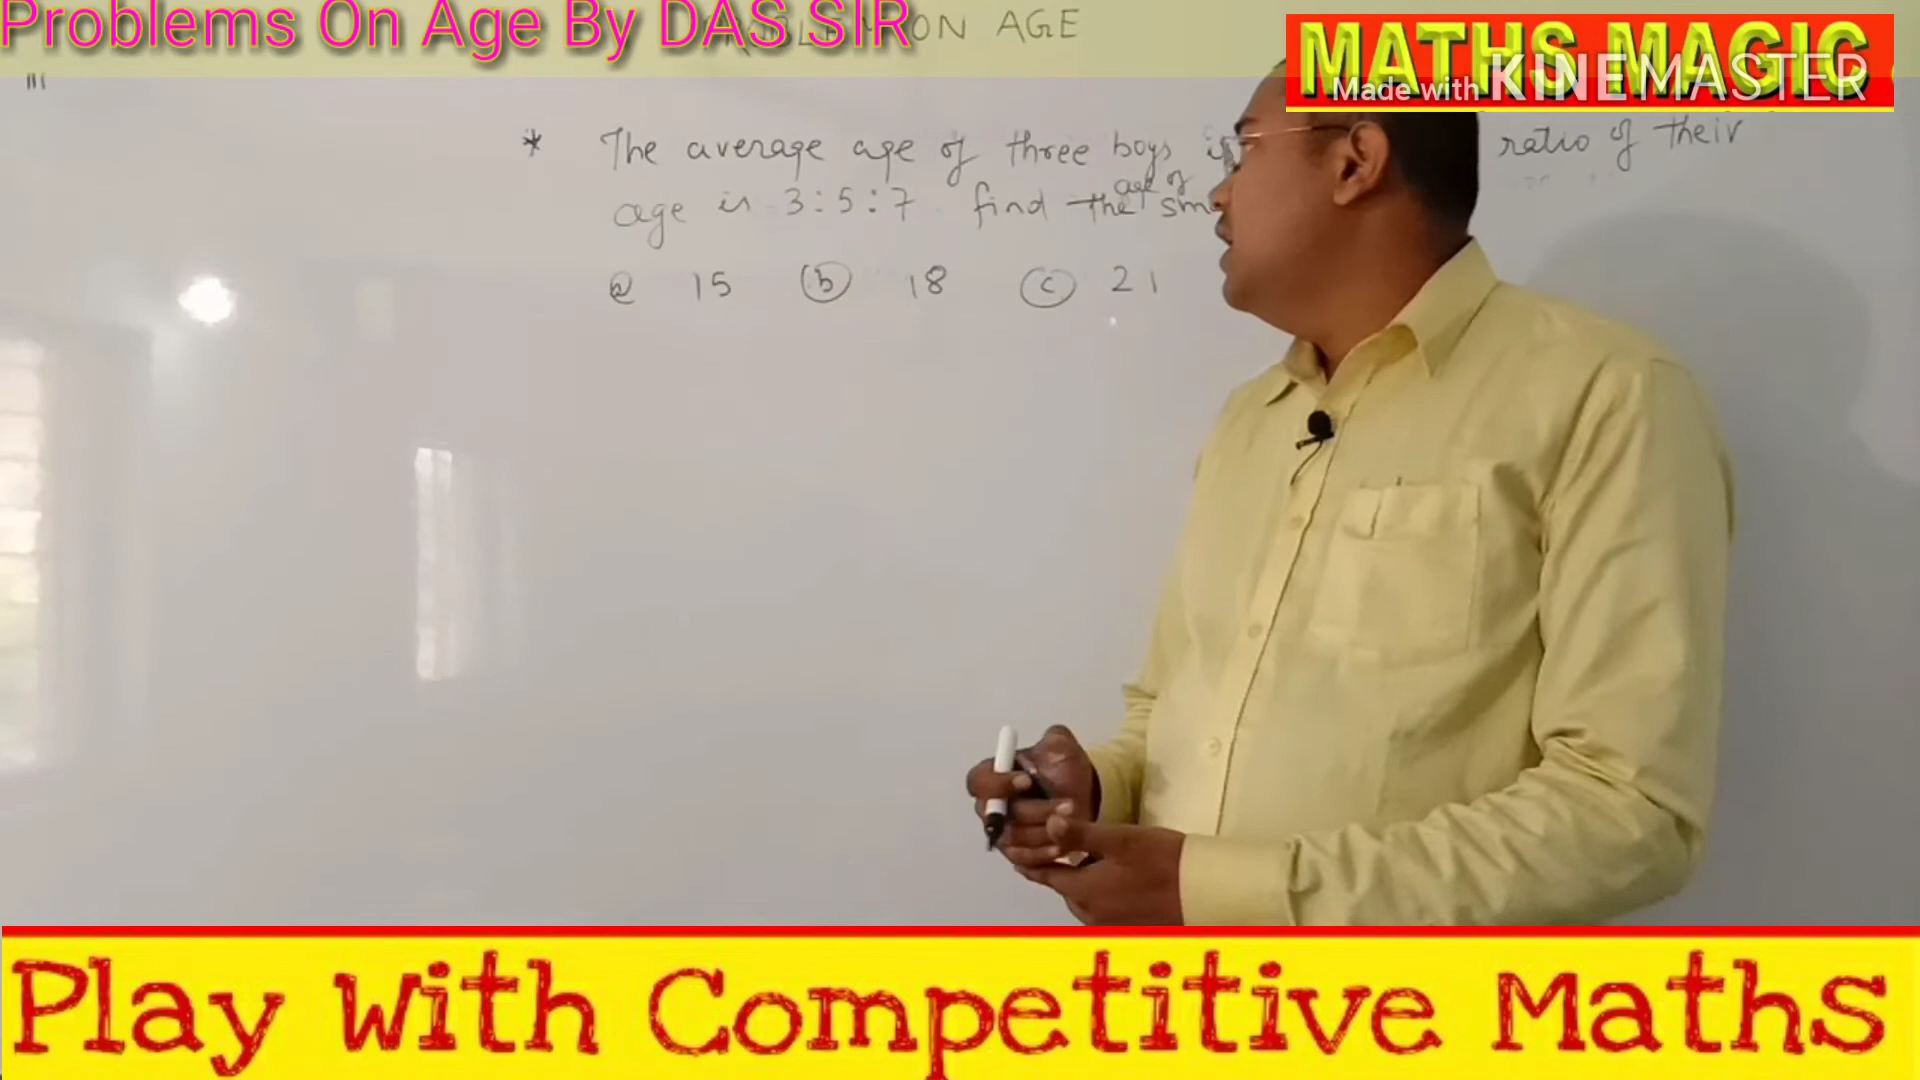 Problems On Age By DAS SIR
ON AGE
MATHS MAGIC
Made with KINEMASTER
* The average age of three boys is ratio of their
age of
age is 3:5:7 find the sm
a 15 b 18 c 21
Play With Competitive Maths